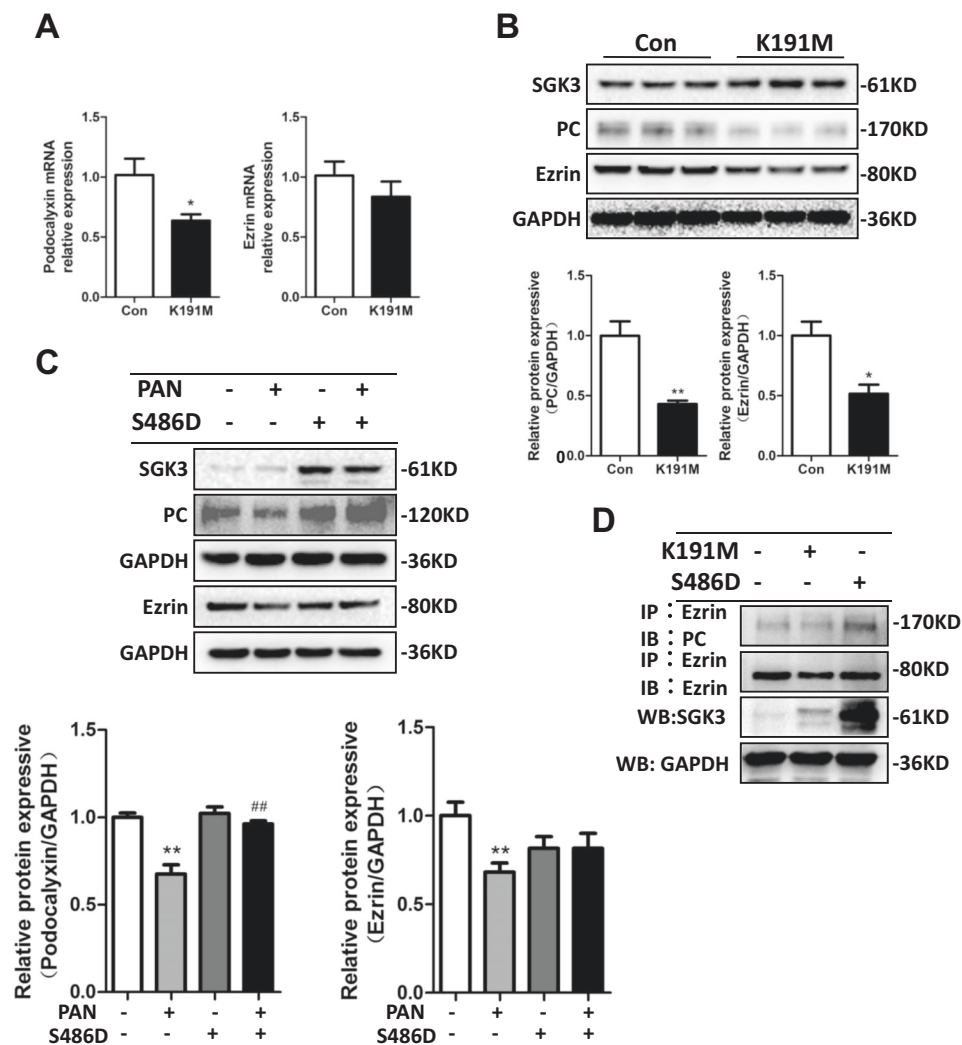 A
1.5
1.0
0.5
0.0
Podocalyxin mRNA
relative expression
*
Con
K191M
1.5
1.0
0.5
0.0
Ezrin mRNA
relative expression
Con
K191M
B
Con
K191M
SGK3
-61KD
PC
-170KD
Ezrin
-80KD
GAPDH
-36KD
1.5
1.0
0.5
0.0
0
Relative protein expressive
(PC/GAPDH)
**
Con
K191M
1.5
1.0
0.5
0.0
Relative protein expressive
(Ezrin/GAPDH)
*
Con
K191M
C
PAN - + - +
S486D - - + +
SGK3
-61KD
PC
-120KD
GAPDH
-36KD
Ezrin
-80KD
GAPDH
-36KD
1.5
1.0
0.5
0.0
Relative protein expressive
(Podocalyxin/GAPDH)
**
##
PAN - + - +
S486D - - + +
1.5
1.0
0.5
0.0
Relative protein expressive
(Ezrin/GAPDH)
**
PAN - + - +
S486D - - + +
D
K191M - + -
S486D - - +
IP : Ezrin
IB : PC
-170KD
IP : Ezrin
IB : Ezrin
-80KD
WB:SGK3
-61KD
WB: GAPDH
-36KD